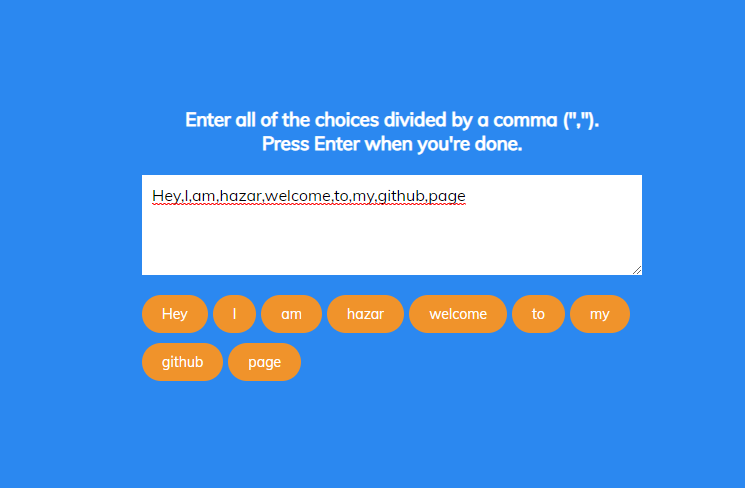 Enter all of the choices divided by a comma (",").
Press Enter when you're done.
Hey,I,am,hazar,welcome,to,my,github,page
Hey I am hazar welcome to my
github page